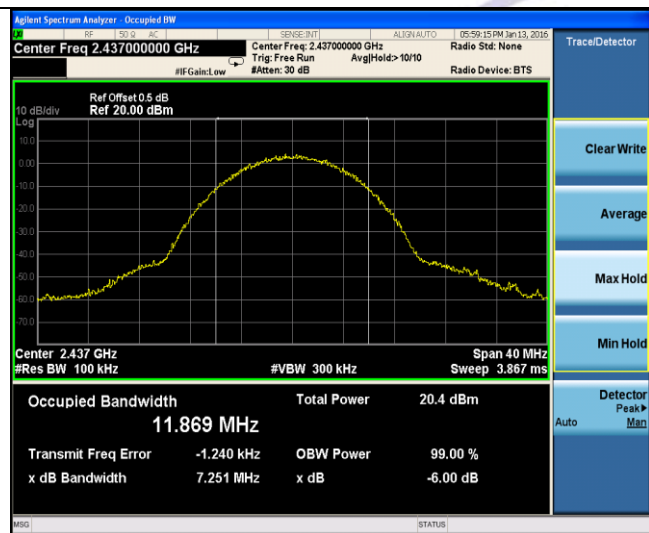 Agilent Spectrum Analyzer - Occupied BW
RF 50 Ω AC SENSE:INT ALIGN AUTO 05:59:15 PM Jan 13, 2016
Center Freq 2.437000000 GHz Center Freq: 2.437000000 GHz Radio Std: None
Trig: Free Run Avg|Hold:>10/10
#IFGain:Low #Atten: 30 dB Radio Device: BTS
Ref Offset 0.5 dB
10 dB/div Ref 20.00 dBm
Log
10.0
0.00
-10.0
-20.0
-30.0
-40.0
-50.0
-60.0
-70.0
Center 2.437 GHz Span 40 MHz
#Res BW 100 kHz #VBW 300 kHz Sweep 3.867 ms
Occupied Bandwidth Total Power 20.4 dBm
11.869 MHz
Transmit Freq Error -1.240 kHz OBW Power 99.00 %
x dB Bandwidth 7.251 MHz x dB -6.00 dB
MSG STATUS
Trace/Detector
Clear Write
Average
Max Hold
Min Hold
Detector
Peak▶
Auto Man